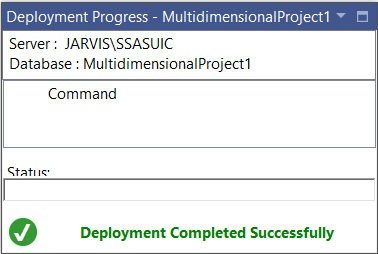 Deployment Progress - MultidimensionalProject1
Server : JARVIS\SSASUIC
Database : MultidimensionalProject1
Command
Status:
Deployment Completed Successfully